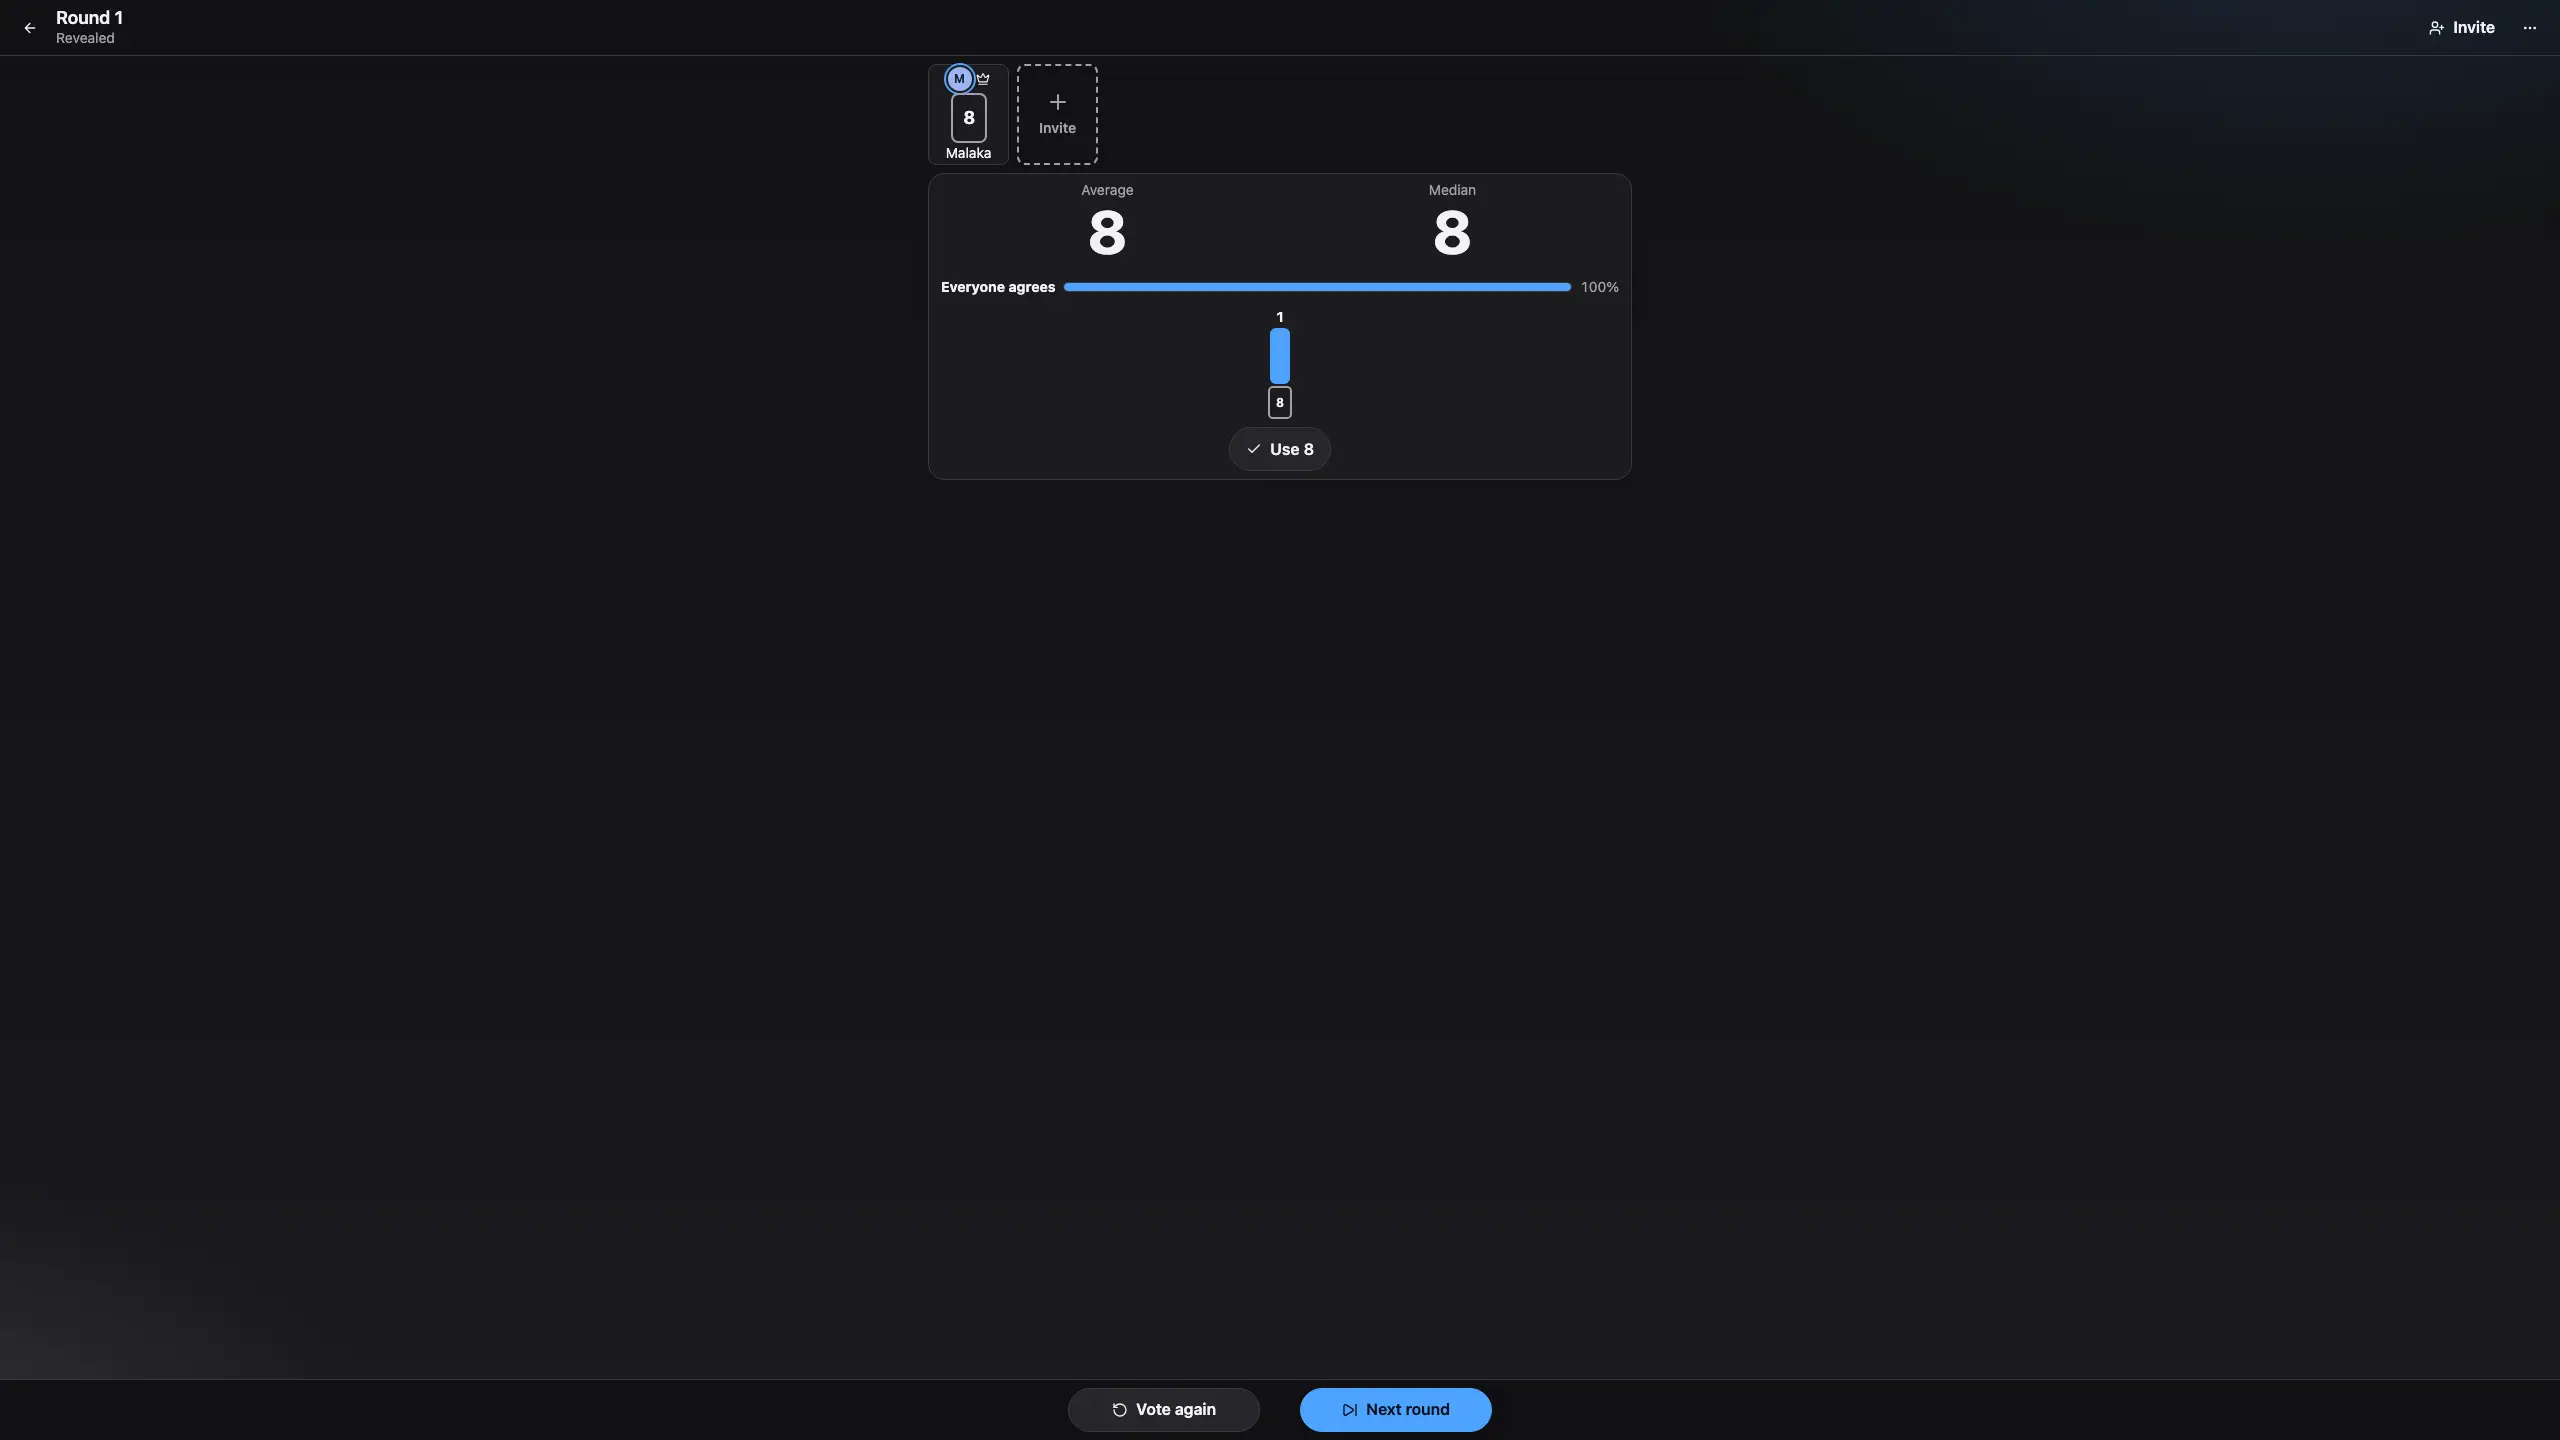 Round 1
Revealed
Invite
M
8
Malaka
Invite
Average
8
Median
8
Everyone agrees
100%
1
8
Use 8
Vote again
Next round